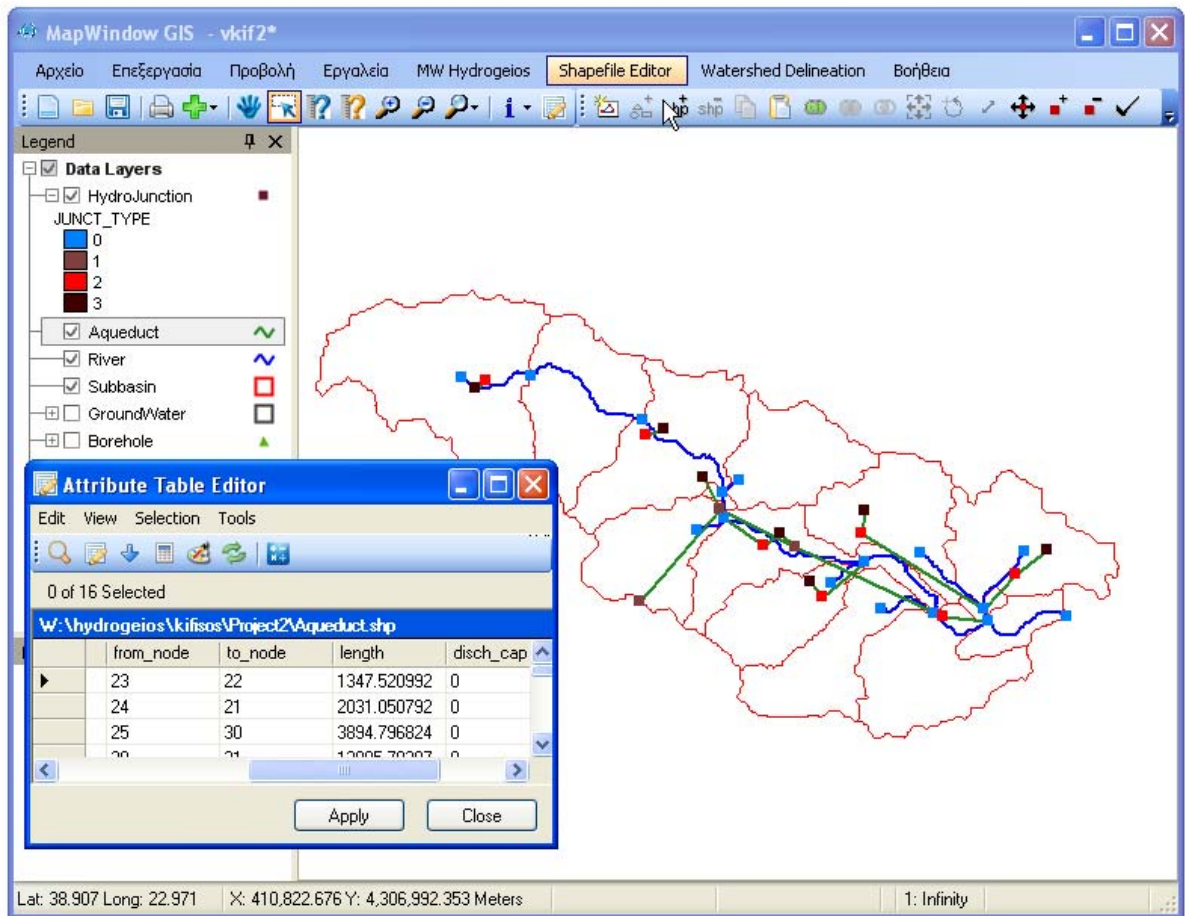 MapWindow GIS - vkif2*
Αρχείο Επεξεργασία Προβολή Εργαλεία MW Hydrogeios Shapefile Editor Watershed Delineation Βοήθεια
shp
Legend
Data Layers
HydroJunction
JUNCT_TYPE
0
1
2
3
Aqueduct
River
Subbasin
GroundWater
Borehole
Attribute Table Editor
Edit View Selection Tools
0 of 16 Selected
W:\hydrogeios\kifisos\Project2\Aqueduct.shp
from_node to_node length disch_cap
23 22 1347.520992 0
24 21 2031.050792 0
25 30 3894.796824 0
Apply Close
Lat: 38.907 Long: 22.971 X: 410,822.676 Y: 4,306,992.353 Meters 1: Infinity